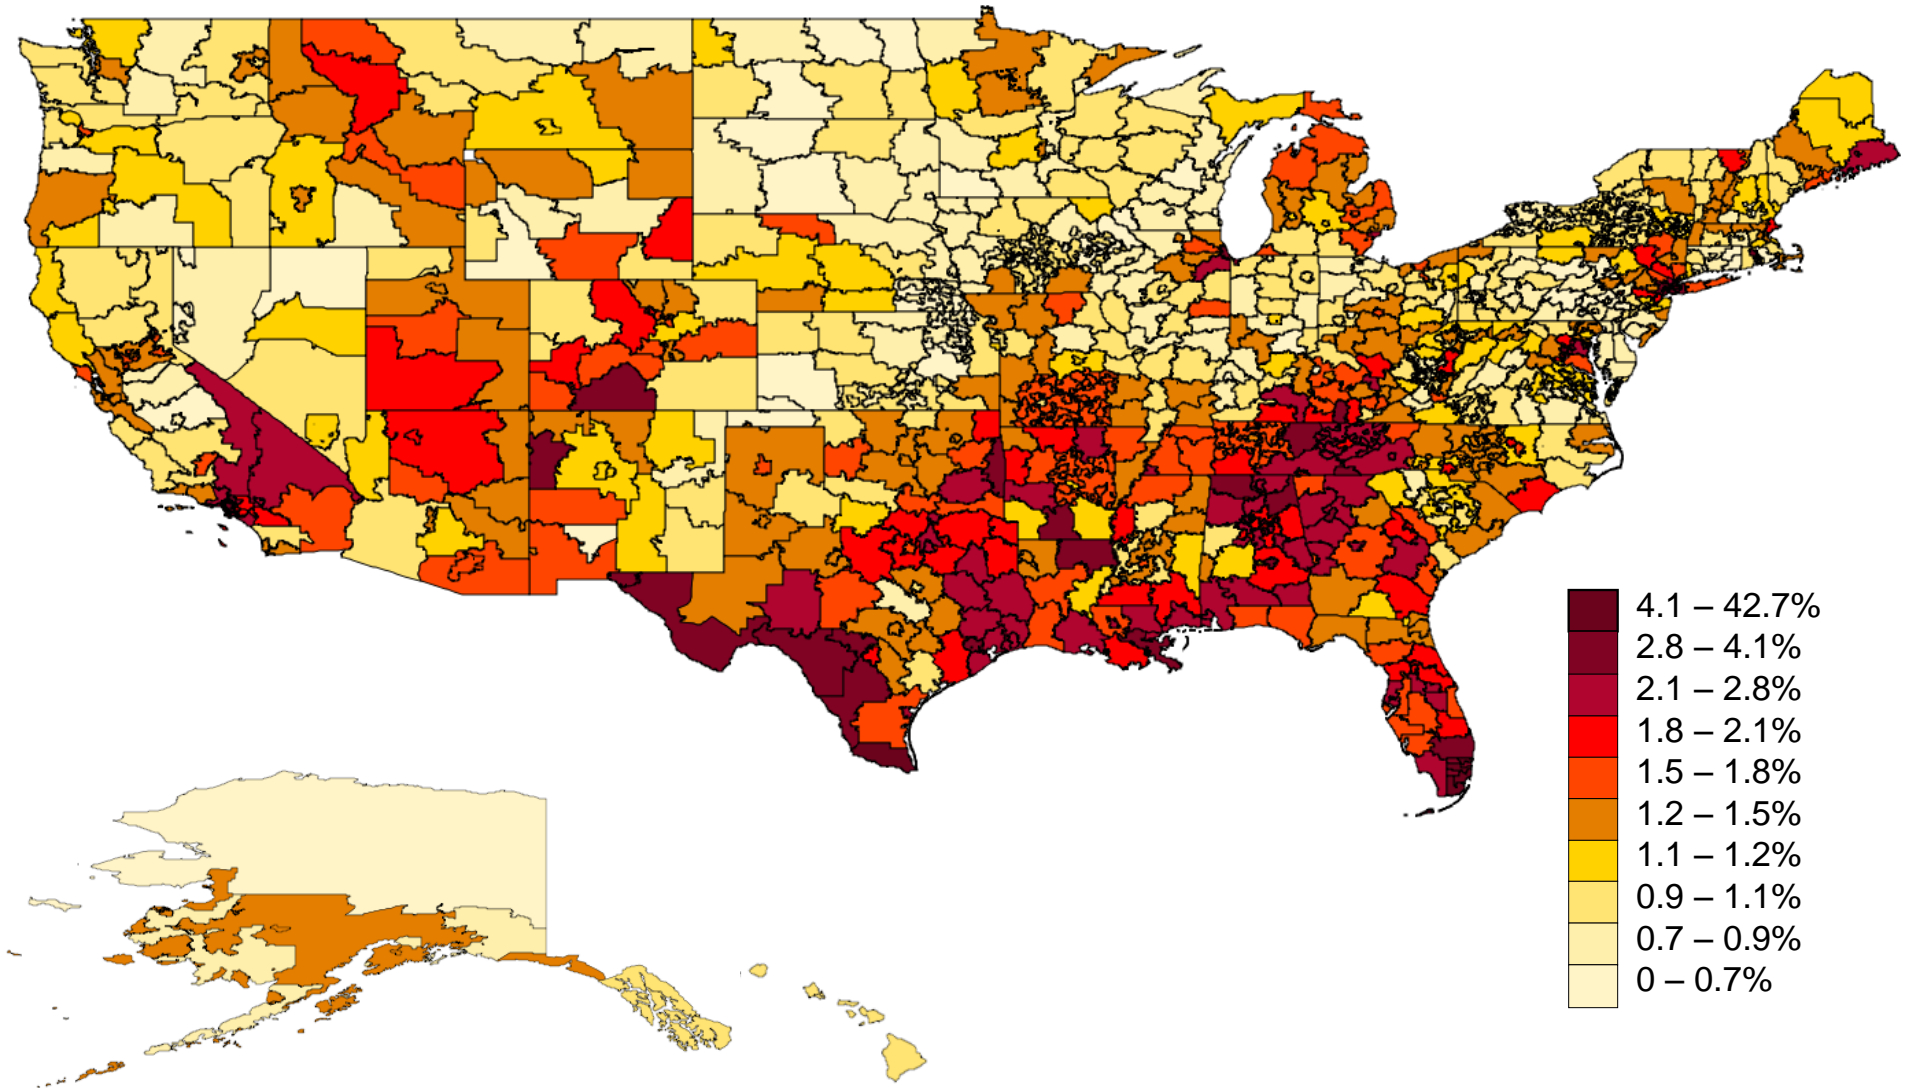 4.1 – 42.7%
2.8 – 4.1%
2.1 – 2.8%
1.8 – 2.1%
1.5 – 1.8%
1.2 – 1.5%
1.1 – 1.2%
0.9 – 1.1%
0.7 – 0.9%
0 – 0.7%